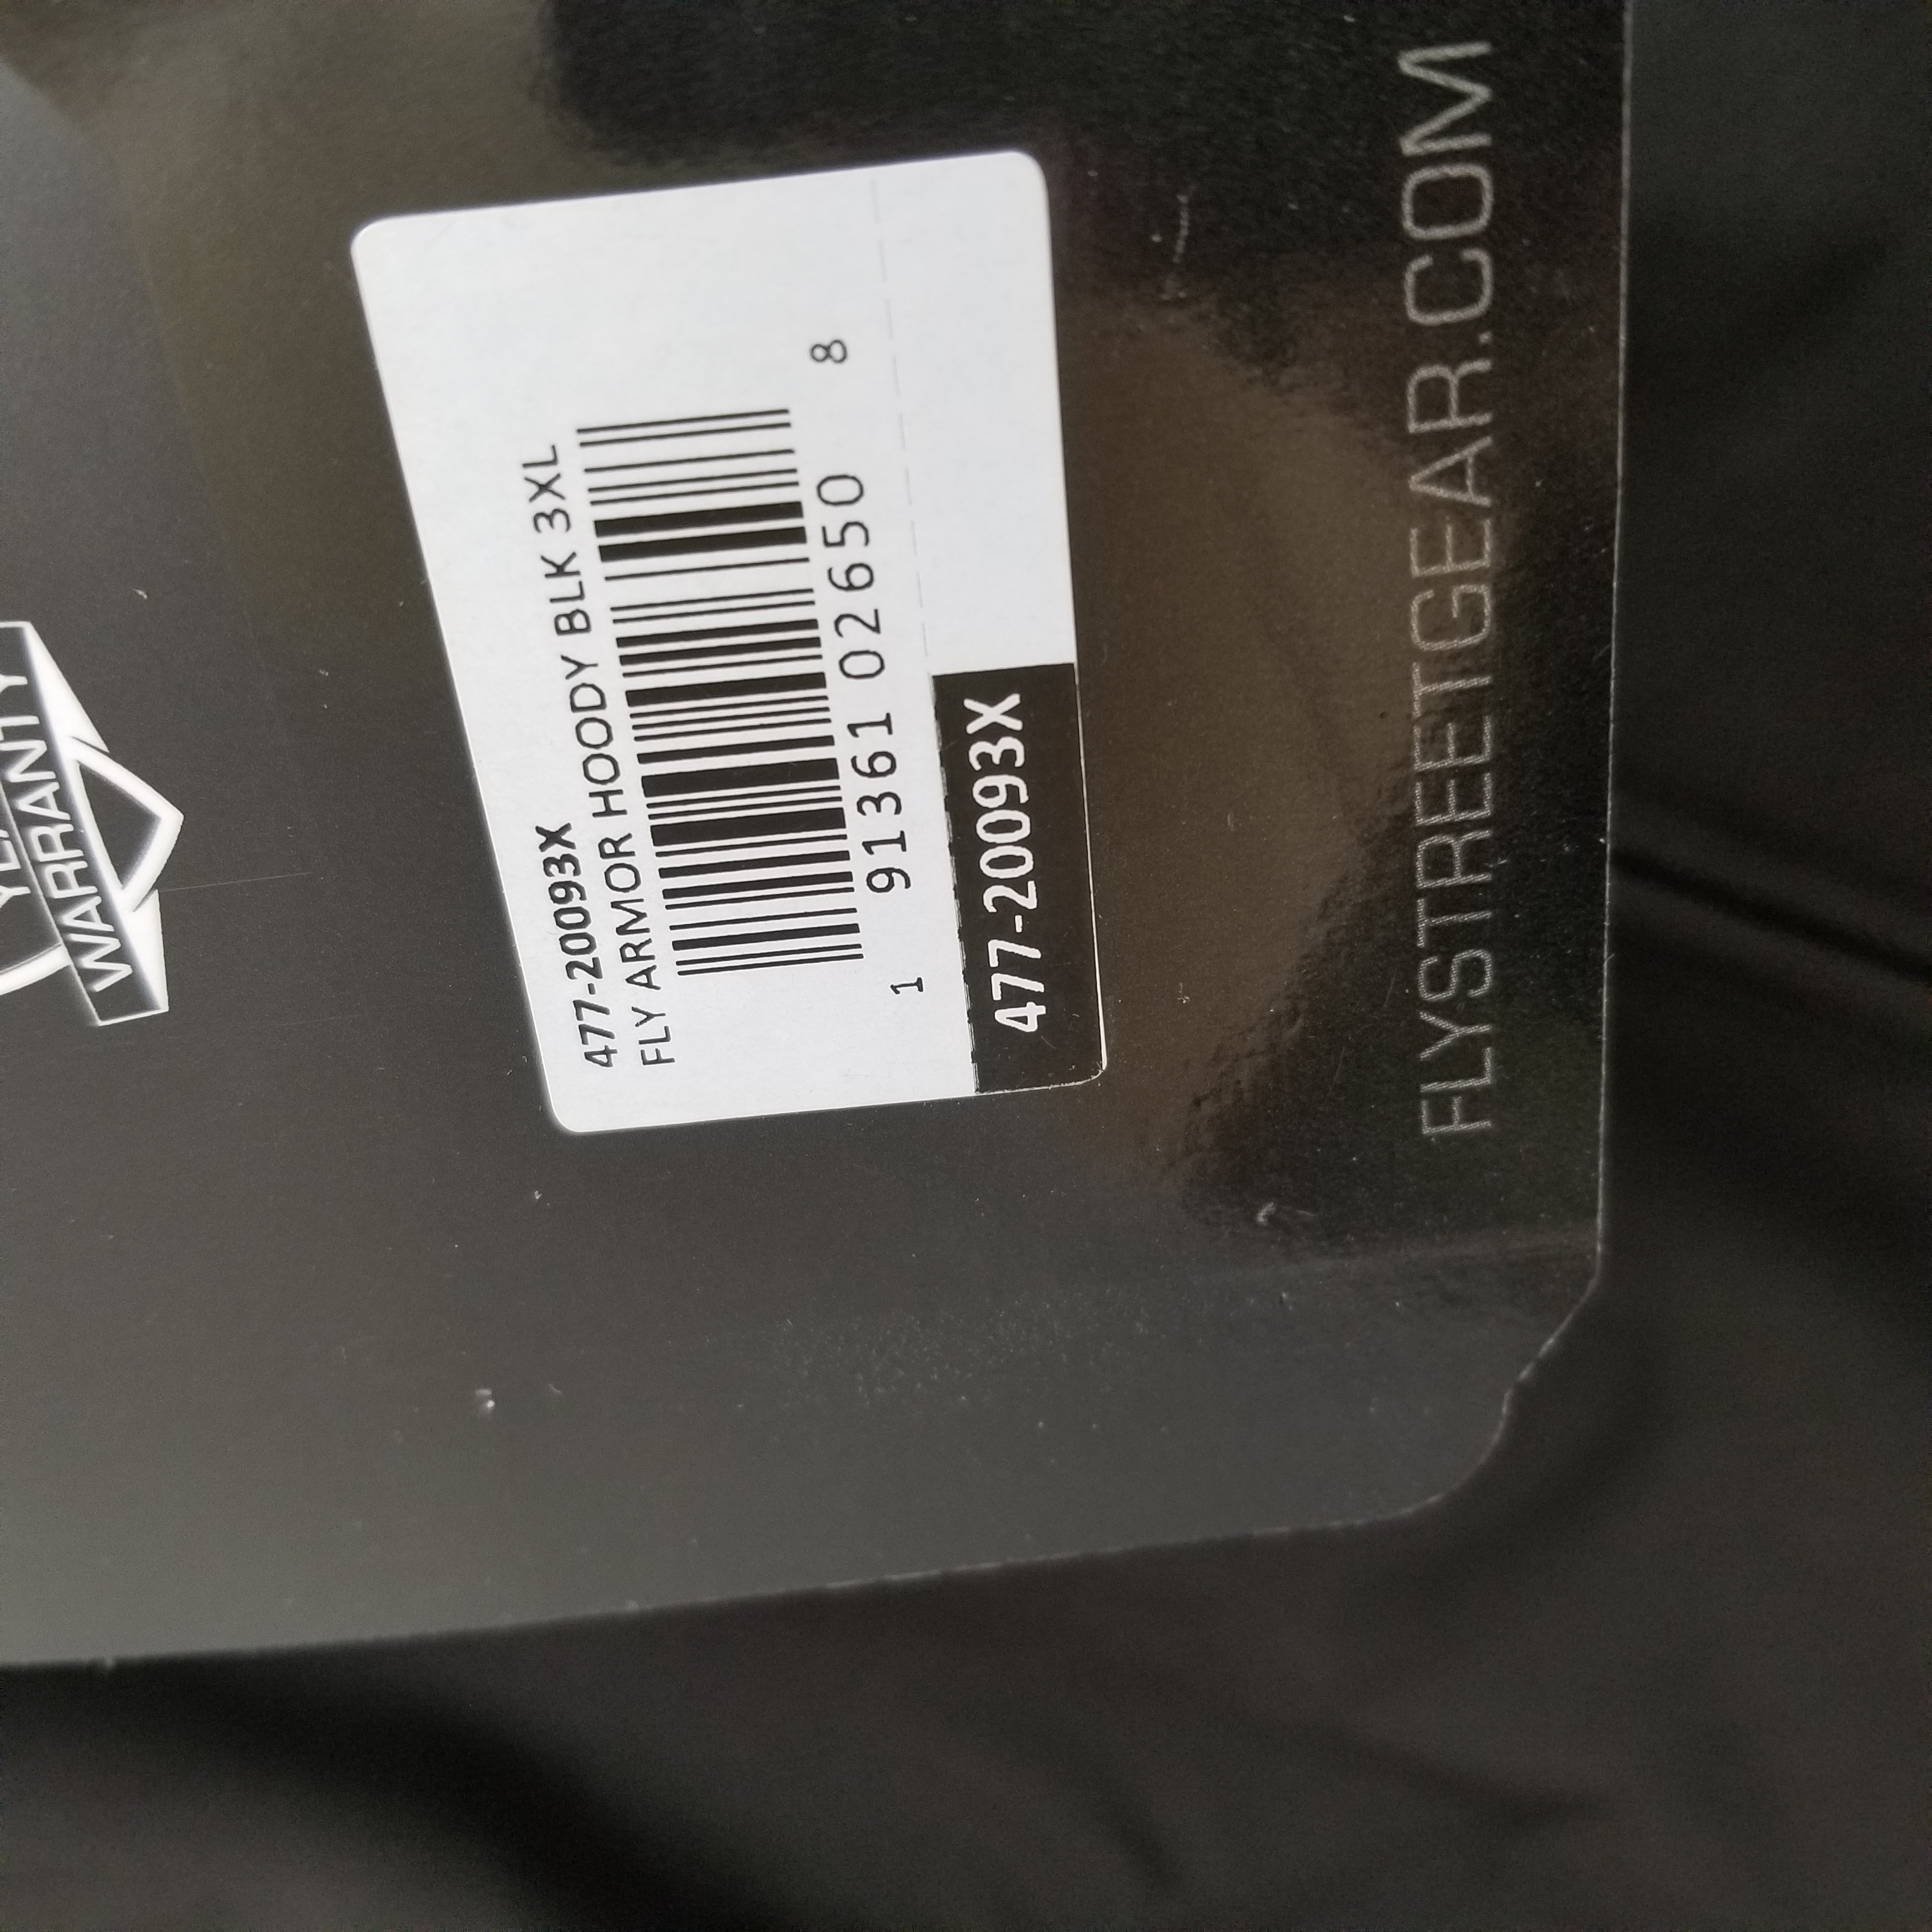 WARRANTY
477-20093X
FLY ARMOR HOODY BLK 3XL
1 91361 02650 8
477-20093X
FLYSTREETGEAR.COM